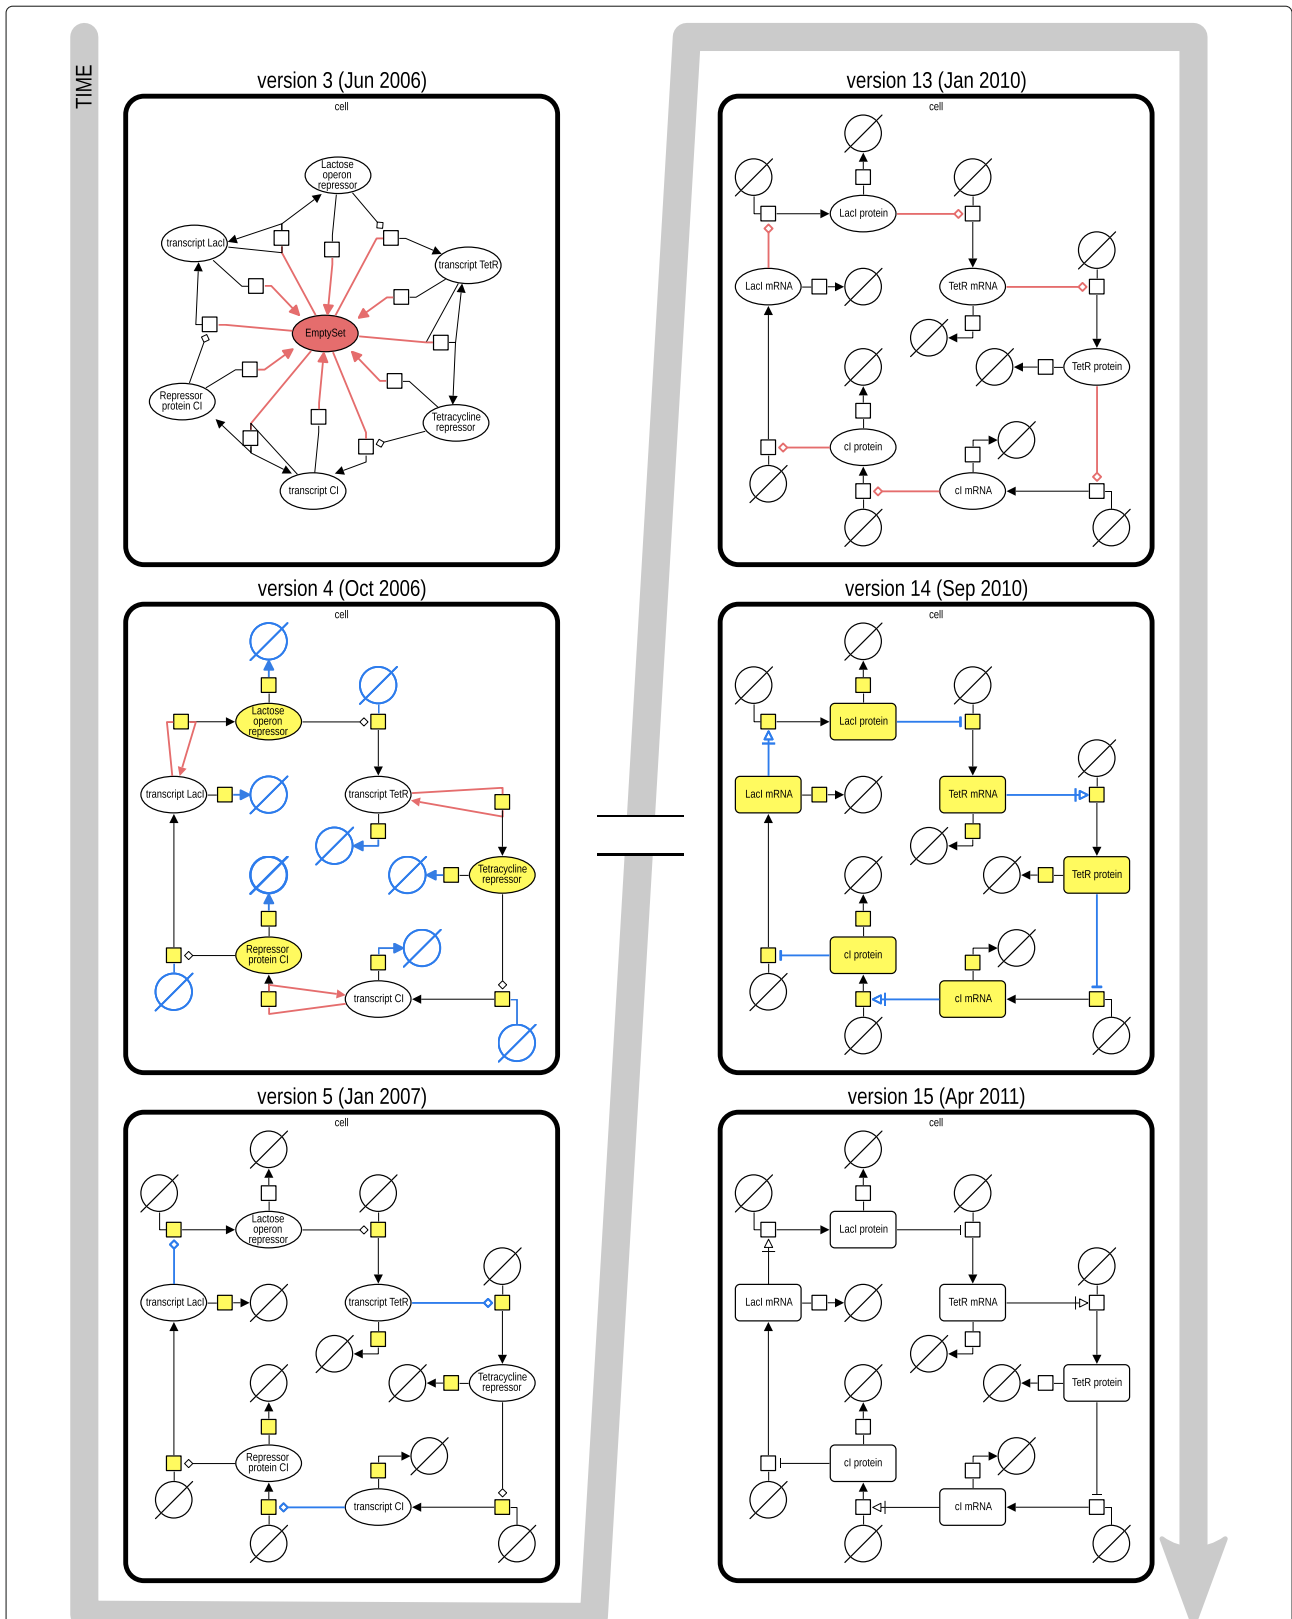 TIME
version 3 (Jun 2006)
cell
Lactose
operon
repressor
transcript LacI
transcript TetR
EmptySet
Repressor
protein CI
Tetracycline
repressor
transcript CI
version 4 (Oct 2006)
cell
Lactose
operon
repressor
transcript LacI
transcript TetR
Tetracycline
repressor
Repressor
protein CI
transcript CI
version 5 (Jan 2007)
cell
Lactose
operon
repressor
transcript LacI
transcript TetR
Tetracycline
repressor
Repressor
protein CI
transcript CI
version 13 (Jan 2010)
cell
LacI protein
LacI mRNA
TetR mRNA
TetR protein
cI protein
cI mRNA
version 14 (Sep 2010)
cell
LacI protein
LacI mRNA
TetR mRNA
TetR protein
cI protein
cI mRNA
version 15 (Apr 2011)
cell
LacI protein
LacI mRNA
TetR mRNA
TetR protein
cI protein
cI mRNA